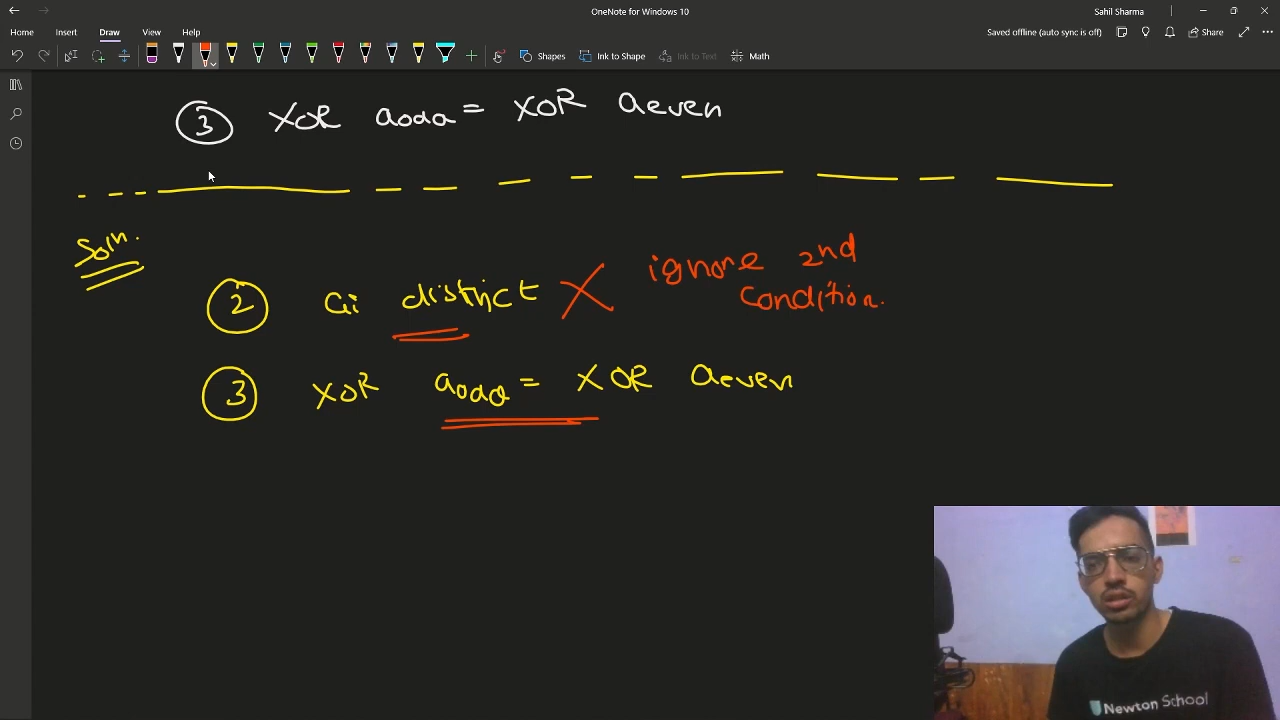 OneNote for Windows 10
Sahil Sharma
Home Insert Draw View Help
Saved offline (auto sync is off)
Share
Shapes
Ink to Shape
Ink to Text
Math
3 XOR aodd = XOR aeven
Soln.
2 ai distinct X ignore 2nd
condition.
3 XOR aodd = XOR aeven
Newton School